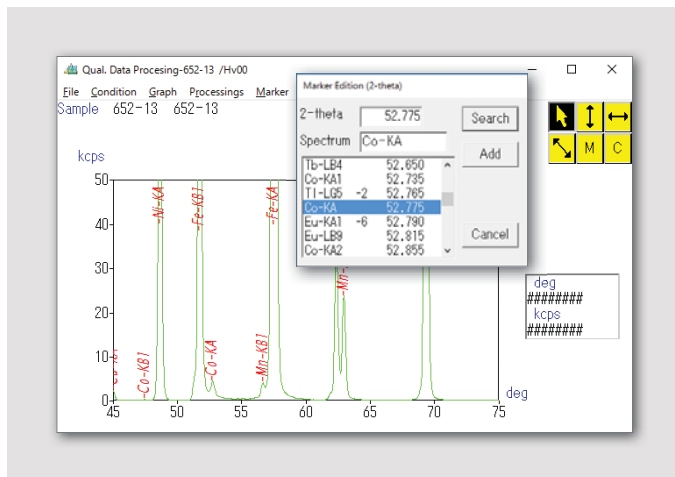 Qual. Data Procesing-652-13 /Hv00
File Condition Graph Processings Marker
Sample 652-13 652-13
Marker Edition (2-theta)
2-theta 52.775 Search
Spectrum Co-KA
Add
Tb-LB4 52.650
Co-KA1 52.735
Tl-LG5 -2 52.765
Co-KA 52.775
Eu-KA1 -6 52.790
Eu-LB9 52.815
Co-KA2 52.855
Cancel
M C
kcps
50
40
30
20
10
0
-Co-KB1
-Ni-KA
-Fe-KB1
-Co-KA
-Mn-KB1
-Fe-KA
deg
45 50 55 60 65 70 75
deg
########
kcps
########